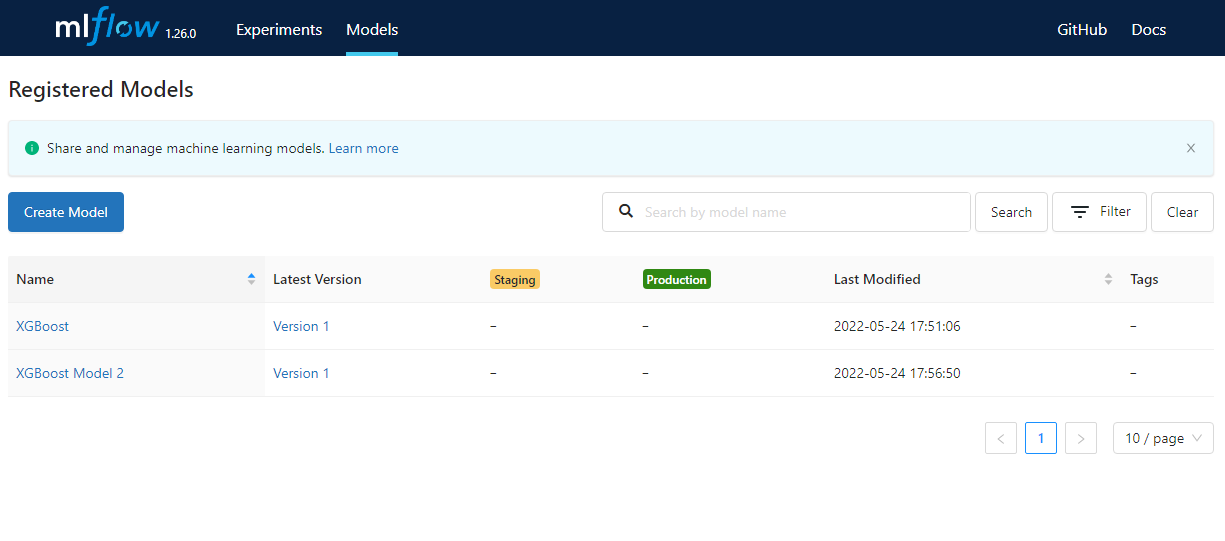 mlflow 1.26.0 Experiments Models GitHub Docs
Registered Models
Share and manage machine learning models. Learn more
Create Model Search by model name Search Filter Clear
Name Latest Version Staging Production Last Modified Tags
XGBoost Version 1 – – 2022-05-24 17:51:06 –
XGBoost Model 2 Version 1 – – 2022-05-24 17:56:50 –
< 1 > 10 / page